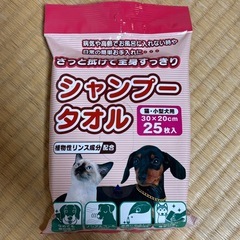 病気や高齢でお風呂に入れない時や
日常の簡単お手入れに・・・
さっと拭けて全身すっきり
シャンプー
タオル
猫・小型犬用
30×20cm
25枚入
植物性リンス成分配合